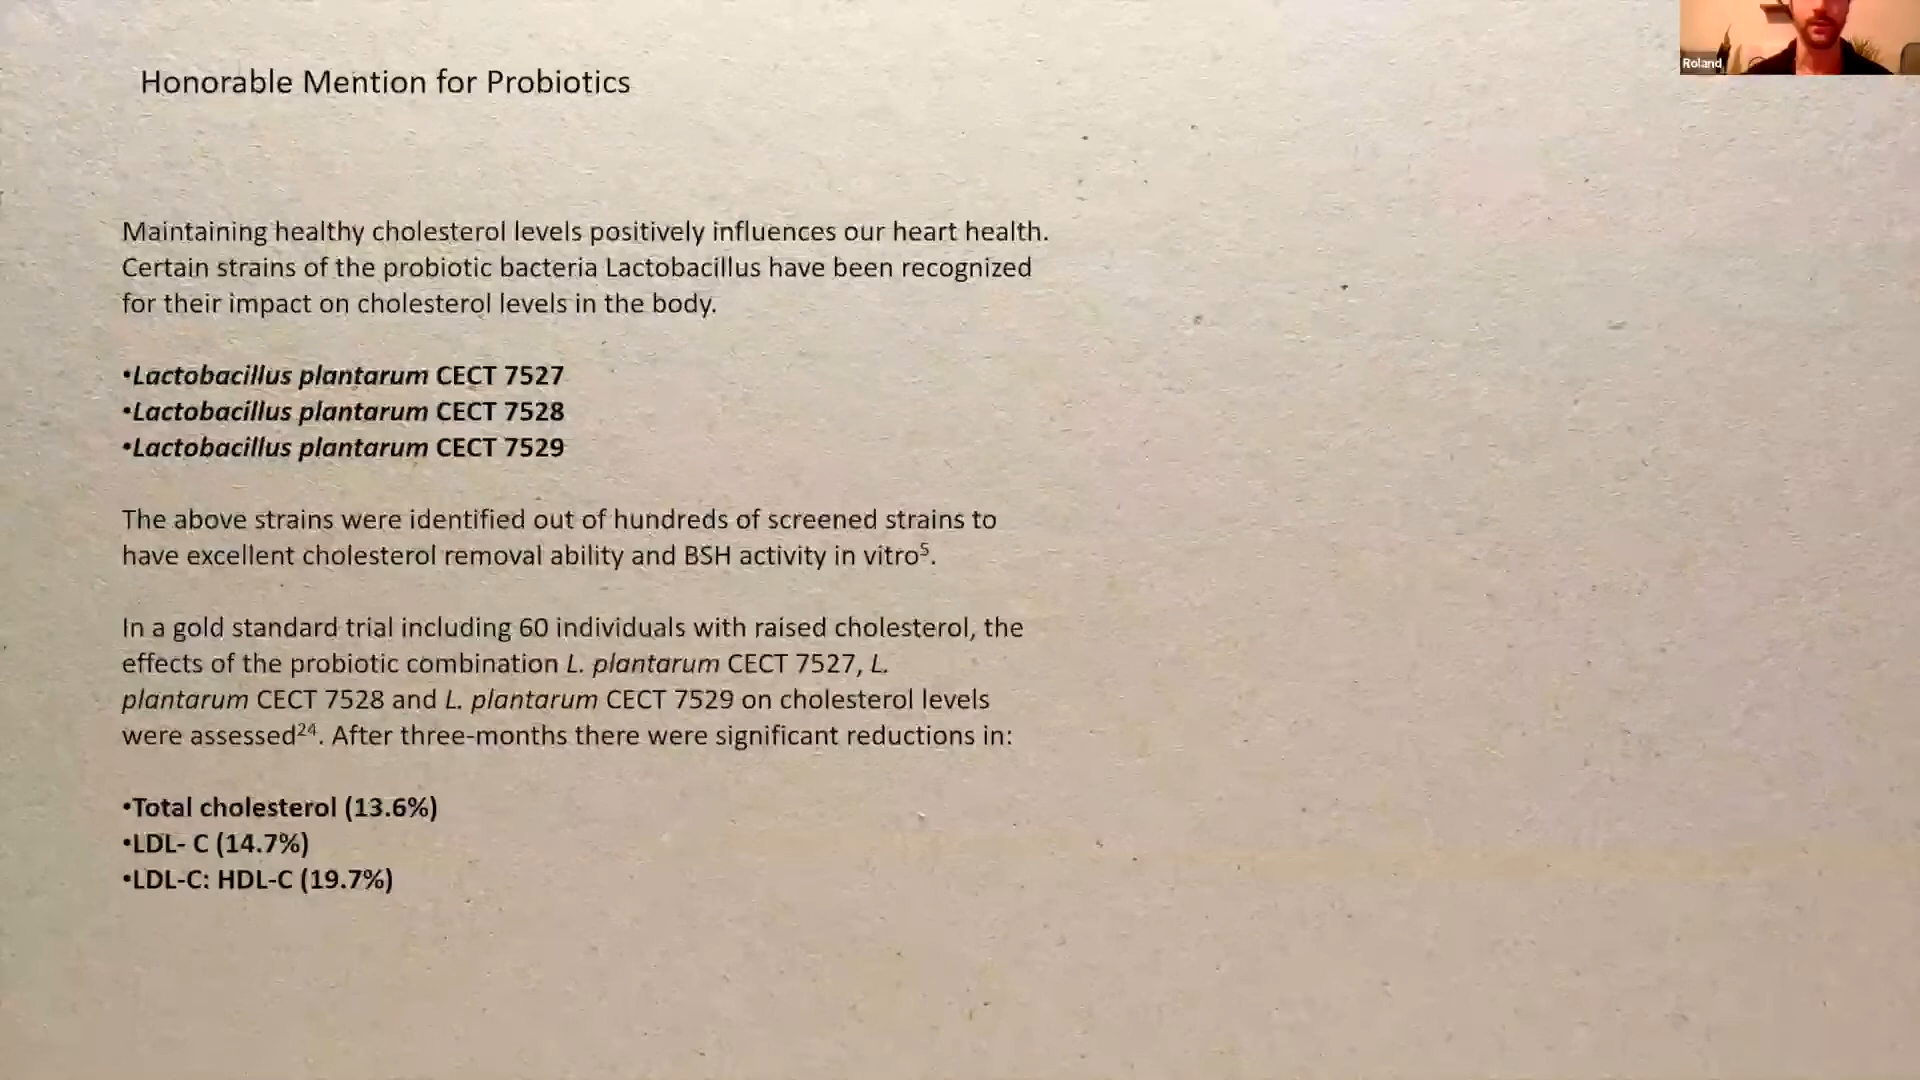 Honorable Mention for Probiotics
Roland
Maintaining healthy cholesterol levels positively influences our heart health.
Certain strains of the probiotic bacteria Lactobacillus have been recognized
for their impact on cholesterol levels in the body.
•Lactobacillus plantarum CECT 7527
•Lactobacillus plantarum CECT 7528
•Lactobacillus plantarum CECT 7529
The above strains were identified out of hundreds of screened strains to
have excellent cholesterol removal ability and BSH activity in vitro⁵.
In a gold standard trial including 60 individuals with raised cholesterol, the
effects of the probiotic combination L. plantarum CECT 7527, L.
plantarum CECT 7528 and L. plantarum CECT 7529 on cholesterol levels
were assessed²⁴. After three-months there were significant reductions in:
•Total cholesterol (13.6%)
•LDL- C (14.7%)
•LDL-C: HDL-C (19.7%)